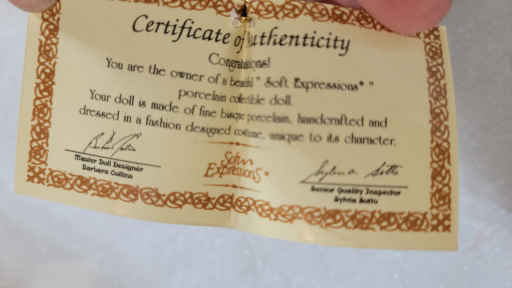 Certificate of Authenticity
Congratulations!
You are the owner of a beautiful "Soft Expressions® "
porcelain collectible doll.
Your doll is made of fine bisque porcelain, handcrafted and
dressed in a fashion designed costume, unique to its character.
Master Doll Designer
Barbara Collins
Soft
Expressions®
Senior Quality Inspector
Sylvia Sotto